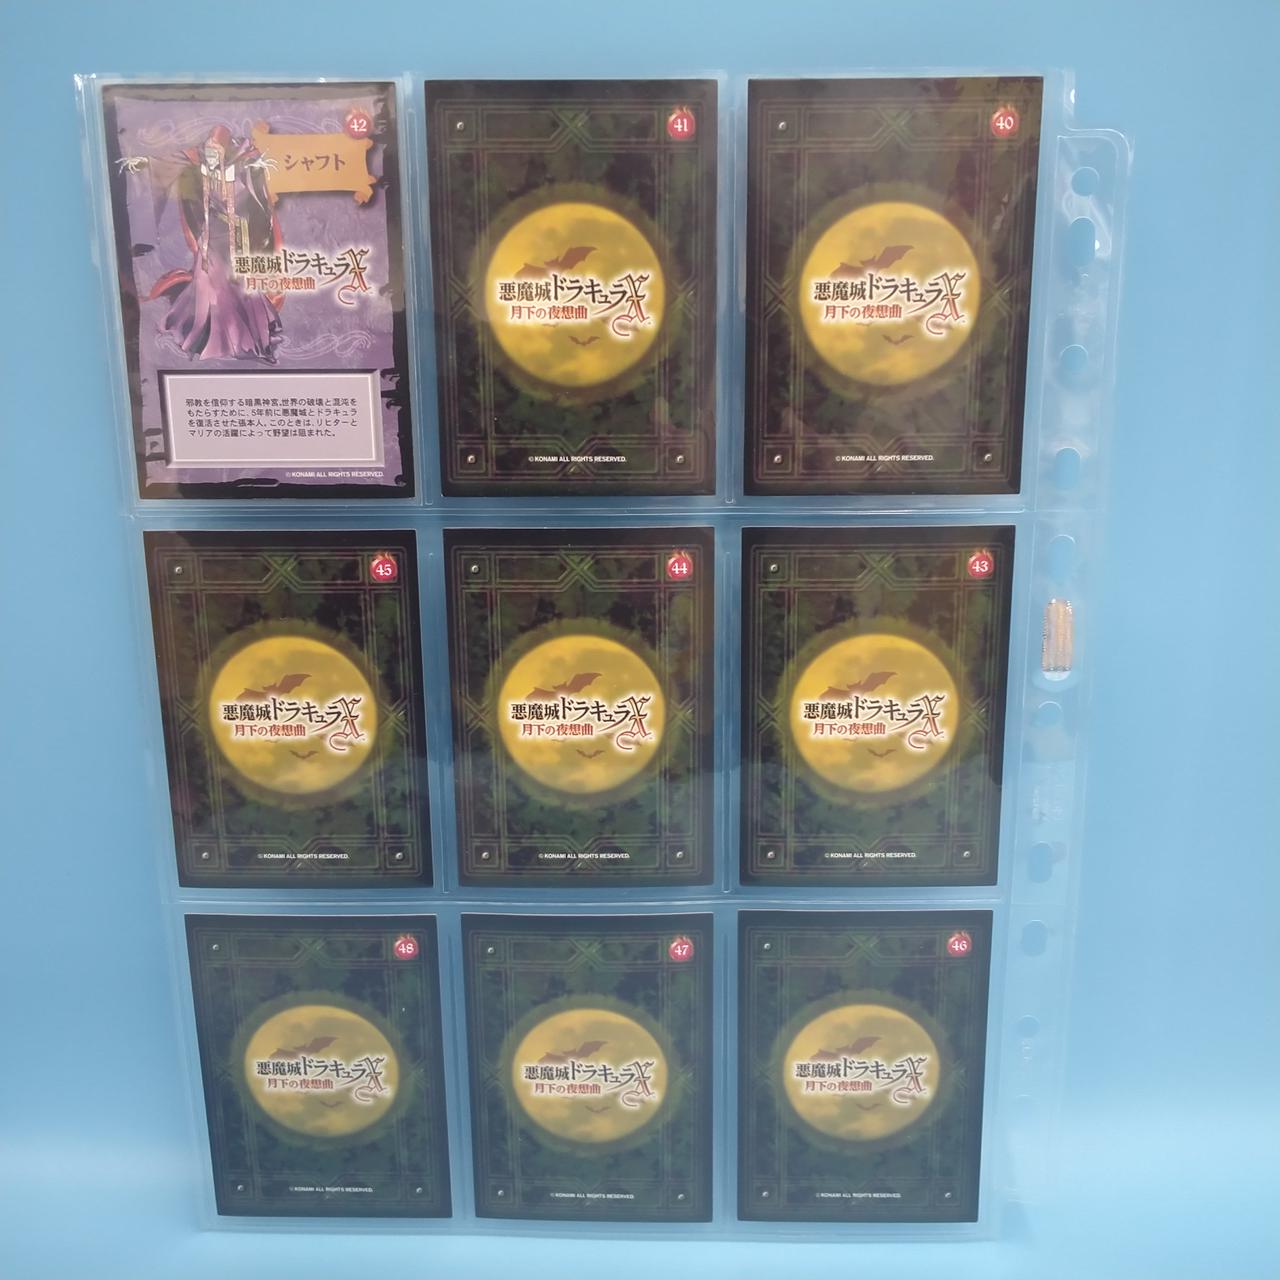 42
シャフト
悪魔城ドラキュラX
月下の夜想曲
邪教を信仰する暗黒神官。世界の破壊と混沌を
もたらすために、5年前に悪魔城とドラキュラ
を復活させた張本人。このときは、リヒターと
マリアの活躍によって野望は阻まれた。
© KONAMI ALL RIGHTS RESERVED.
41
悪魔城ドラキュラX
月下の夜想曲
© KONAMI ALL RIGHTS RESERVED.
40
悪魔城ドラキュラX
月下の夜想曲
© KONAMI ALL RIGHTS RESERVED.
45
悪魔城ドラキュラX
月下の夜想曲
© KONAMI ALL RIGHTS RESERVED.
44
悪魔城ドラキュラX
月下の夜想曲
© KONAMI ALL RIGHTS RESERVED.
43
悪魔城ドラキュラX
月下の夜想曲
© KONAMI ALL RIGHTS RESERVED.
48
悪魔城ドラキュラX
月下の夜想曲
© KONAMI ALL RIGHTS RESERVED.
47
悪魔城ドラキュラX
月下の夜想曲
© KONAMI ALL RIGHTS RESERVED.
46
悪魔城ドラキュラX
月下の夜想曲
© KONAMI ALL RIGHTS RESERVED.